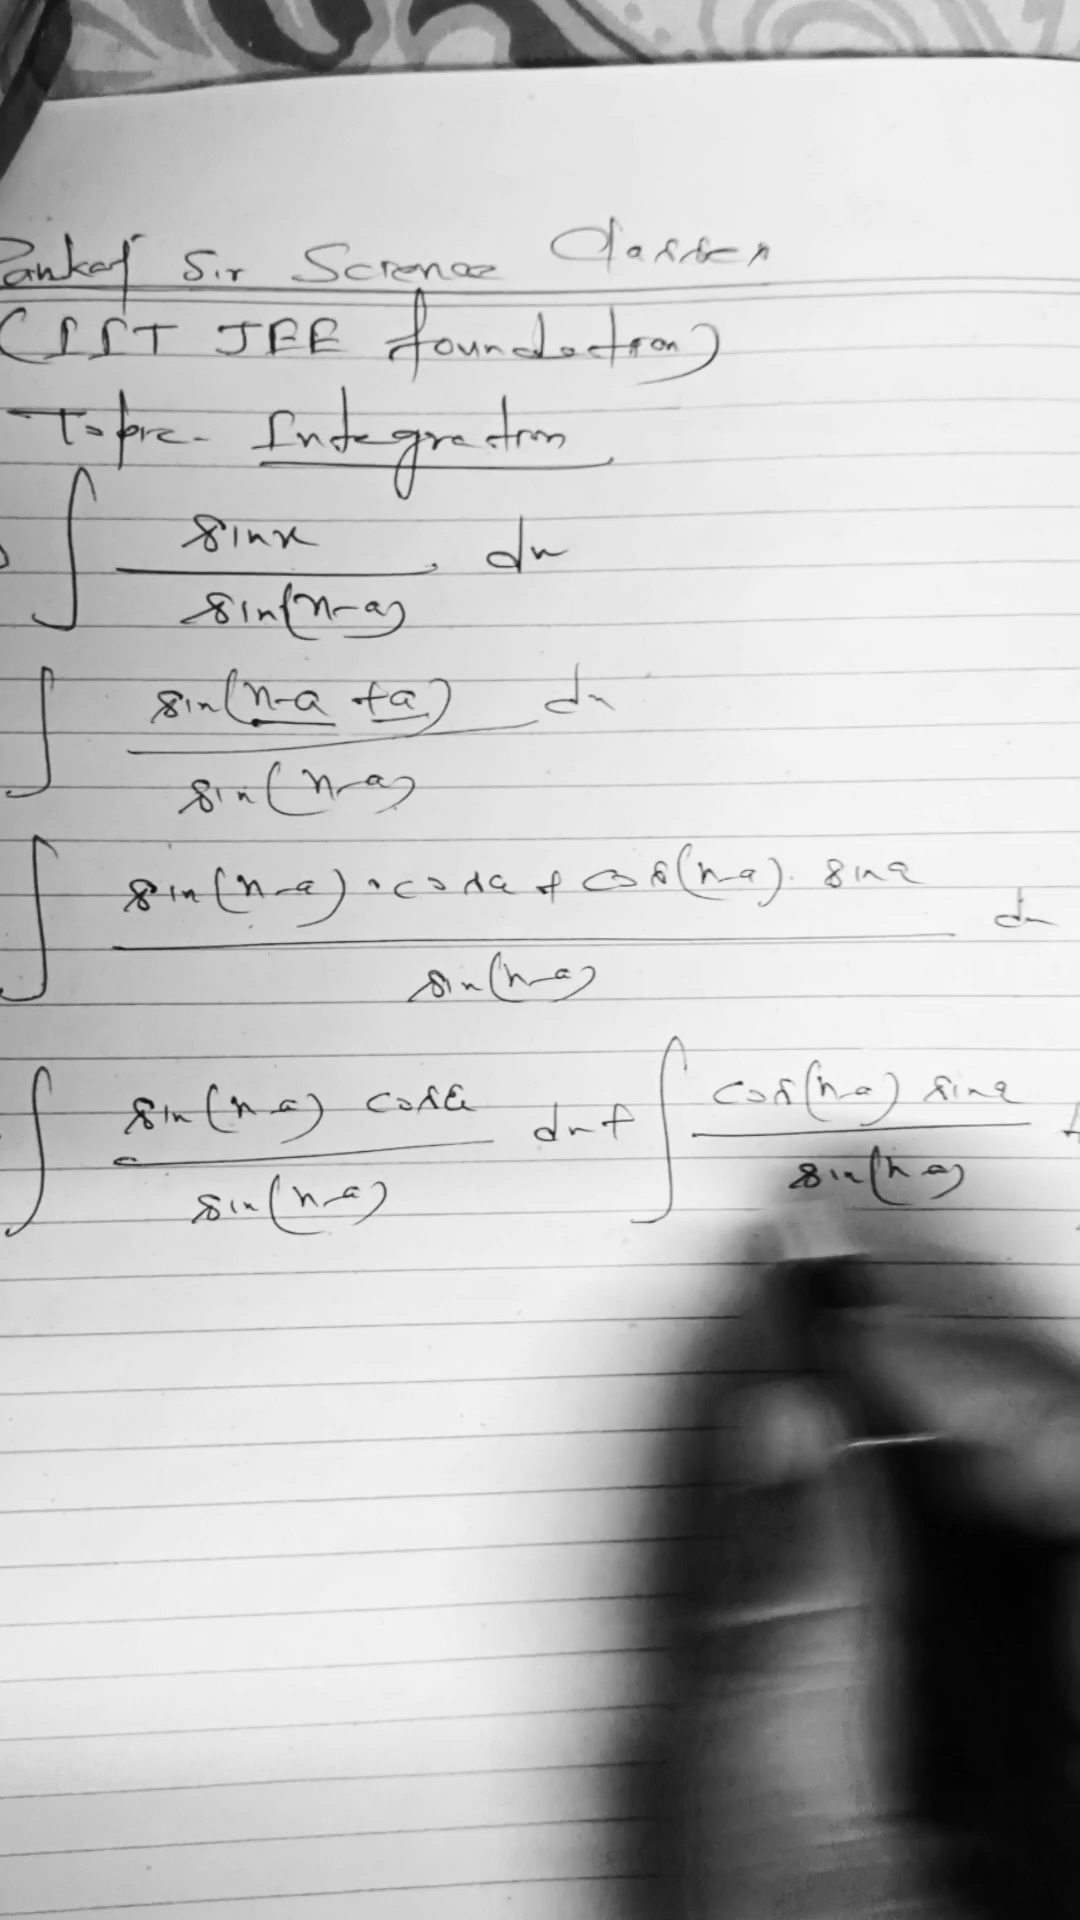 Pankaj Sir Science Classes
(IIT JEE foundation)
Topic - Integration
∫ sinx / sin(x-a) dx
∫ sin(x-a+a) / sin(x-a) dx
∫ sin(x-a).cosa + cos(x-a).sina / sin(x-a) dx
∫ sin(x-a) cosa / sin(x-a) dx + ∫ cos(x-a) sina / sin(x-a)